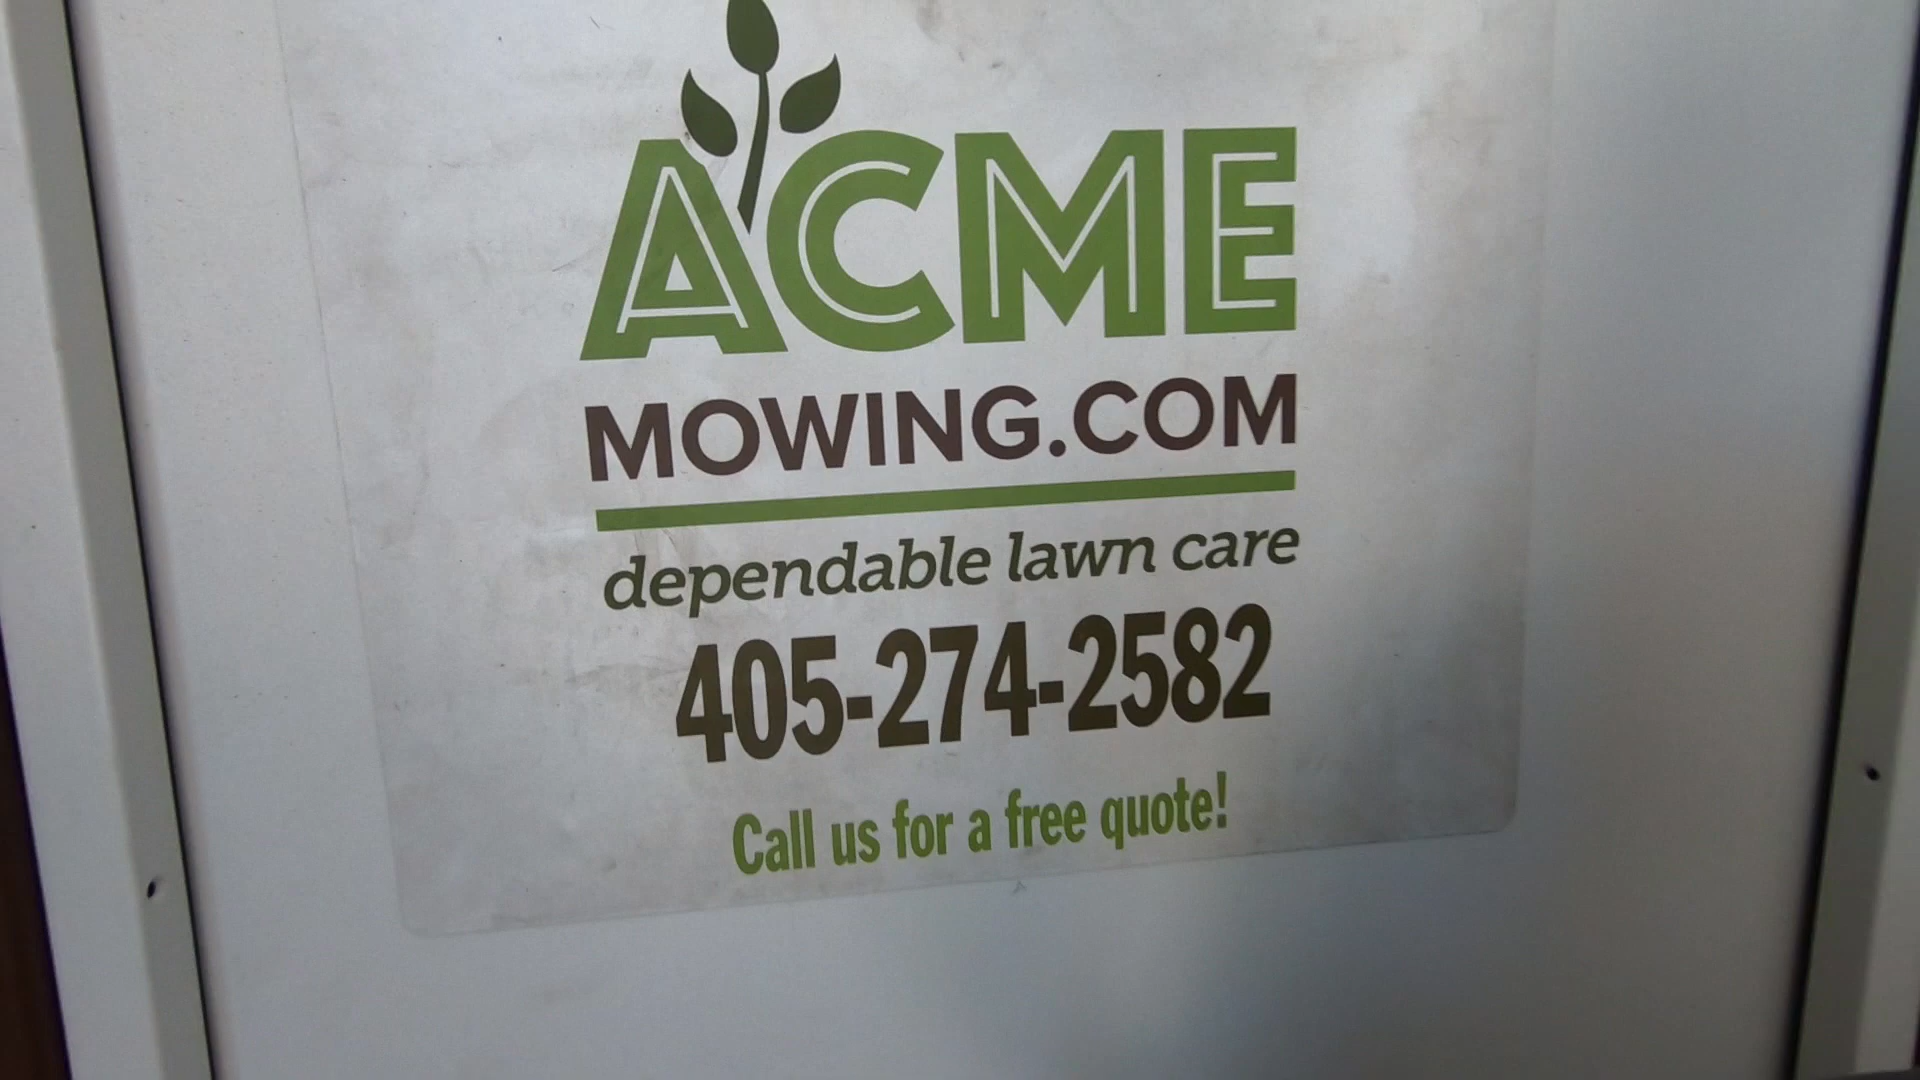 ACME
MOWING.COM
dependable lawn care
405-274-2582
Call us for a free quote!